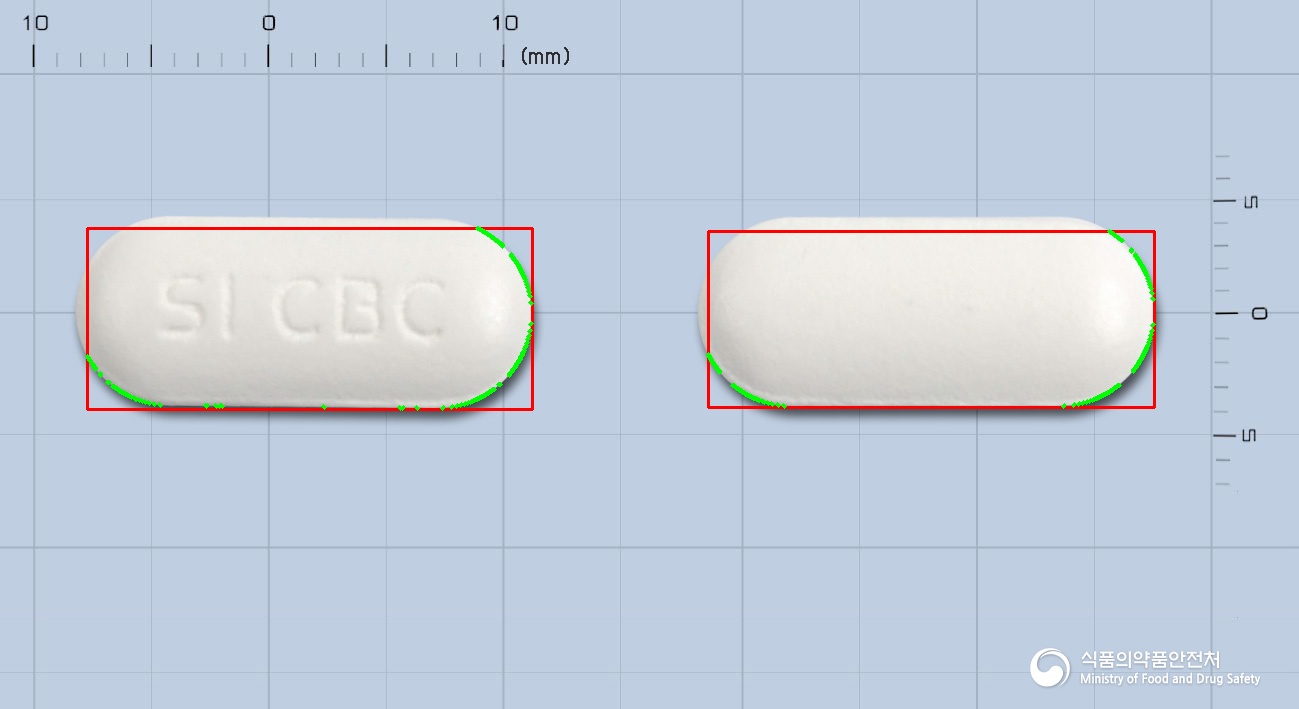 10 0 10
(mm)
SI CBC
5
0
5
식품의약품안전처
Ministry of Food and Drug Safety